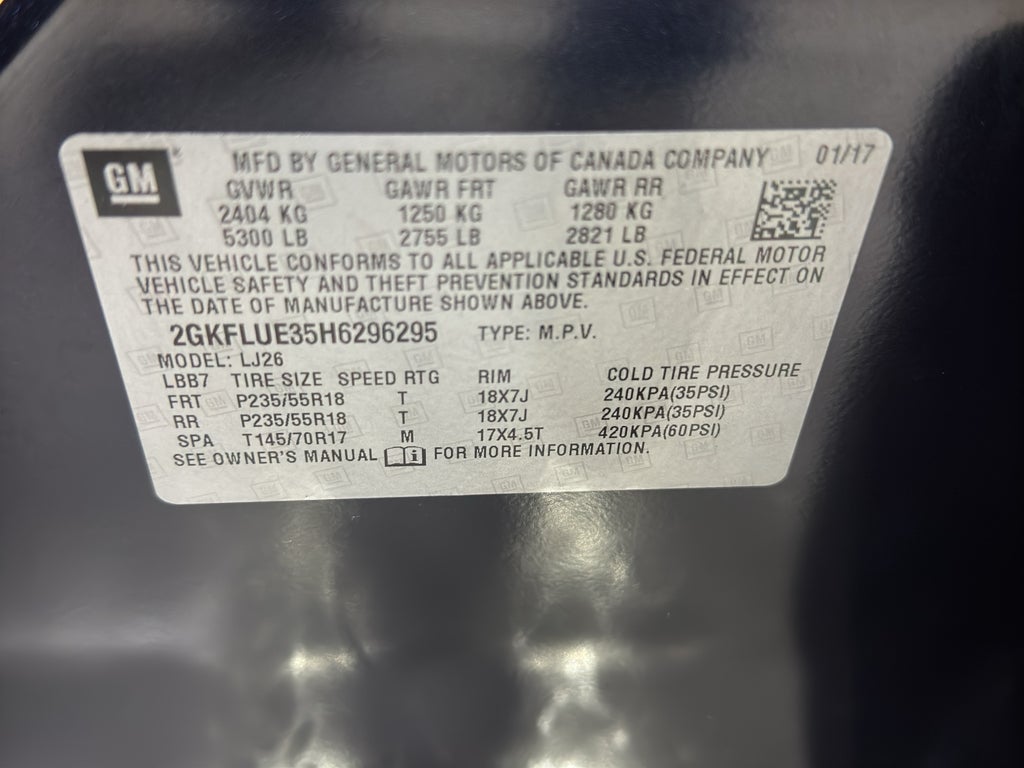 GM MFD BY GENERAL MOTORS OF CANADA COMPANY 01/17
GVWR GAWR FRT GAWR RR
2404 KG 1250 KG 1280 KG
5300 LB 2755 LB 2821 LB
THIS VEHICLE CONFORMS TO ALL APPLICABLE U.S. FEDERAL MOTOR
VEHICLE SAFETY AND THEFT PREVENTION STANDARDS IN EFFECT ON
THE DATE OF MANUFACTURE SHOWN ABOVE.
2GKFLUE35H6296295 TYPE: M.P.V.
MODEL: LJ26
LBB7 TIRE SIZE SPEED RTG RIM COLD TIRE PRESSURE
FRT P235/55R18 T 18X7J 240KPA(35PSI)
RR P235/55R18 T 18X7J 240KPA(35PSI)
SPA T145/70R17 M 17X4.5T 420KPA(60PSI)
SEE OWNER'S MANUAL i FOR MORE INFORMATION.